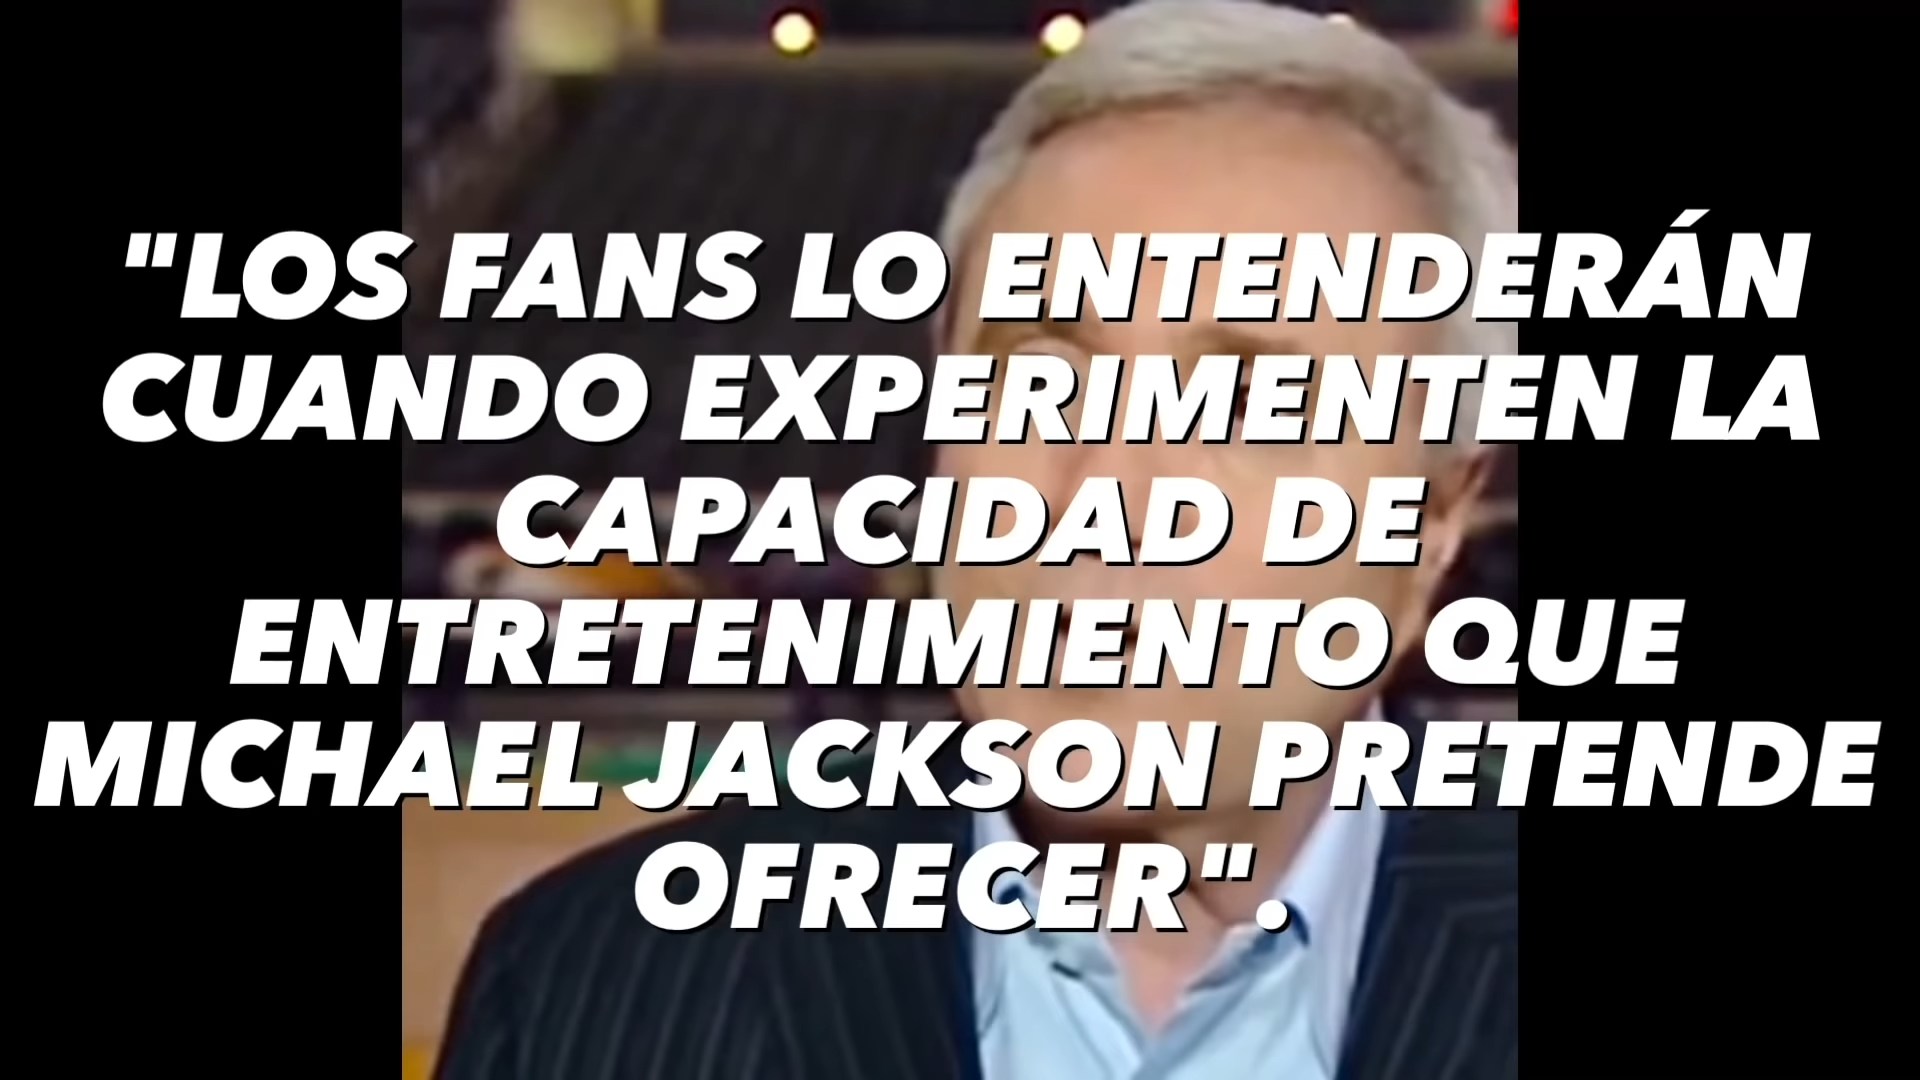 "LOS FANS LO ENTENDERÁN
CUANDO EXPERIMENTEN LA
CAPACIDAD DE
ENTRETENIMIENTO QUE
MICHAEL JACKSON PRETENDE
OFRECER".